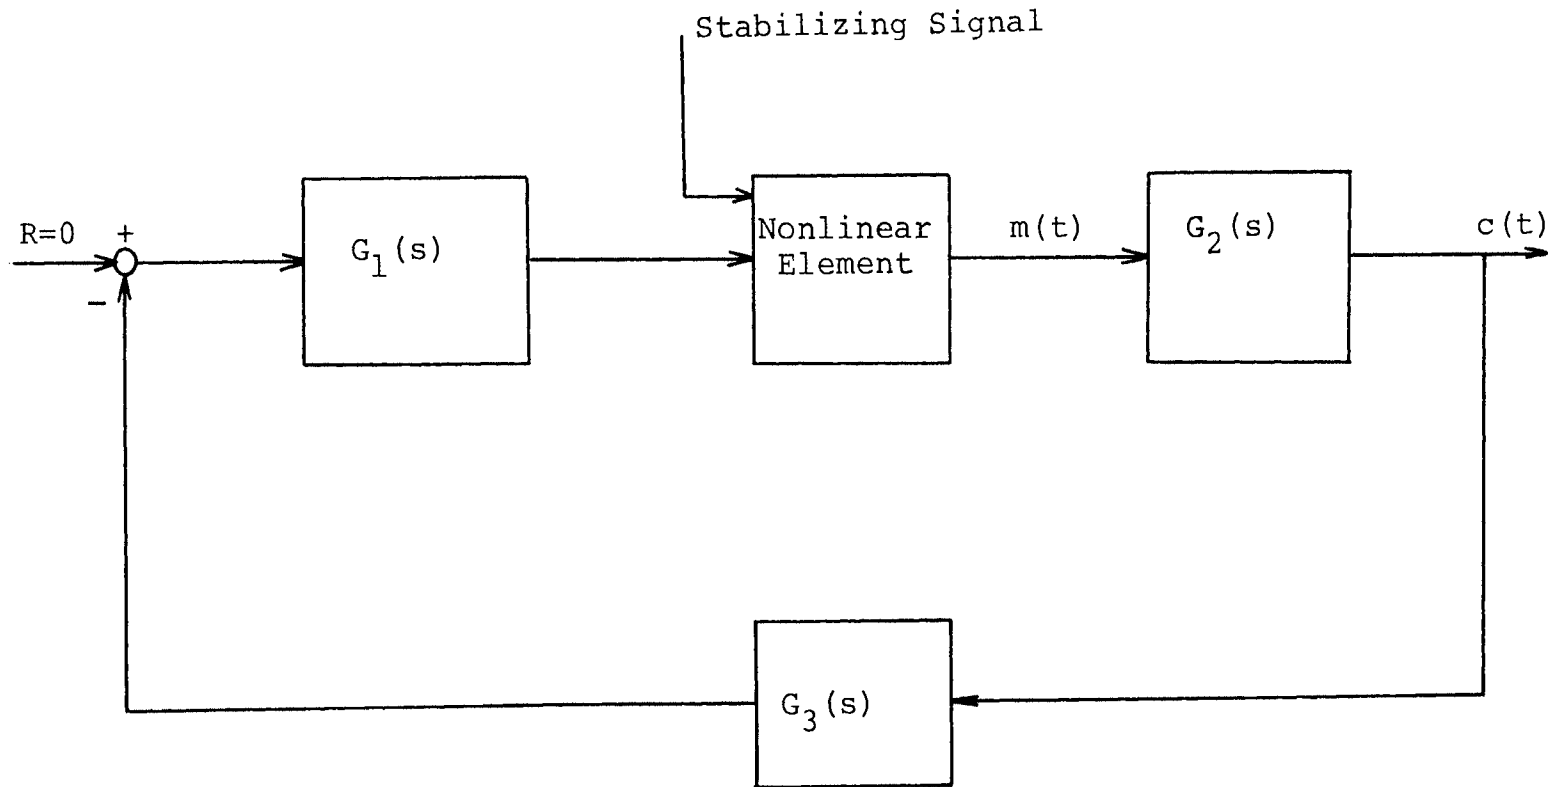 Stabilizing Signal
R=0
+
−
G₁(s)
Nonlinear
Element
m(t)
G₂(s)
c(t)
G₃(s)